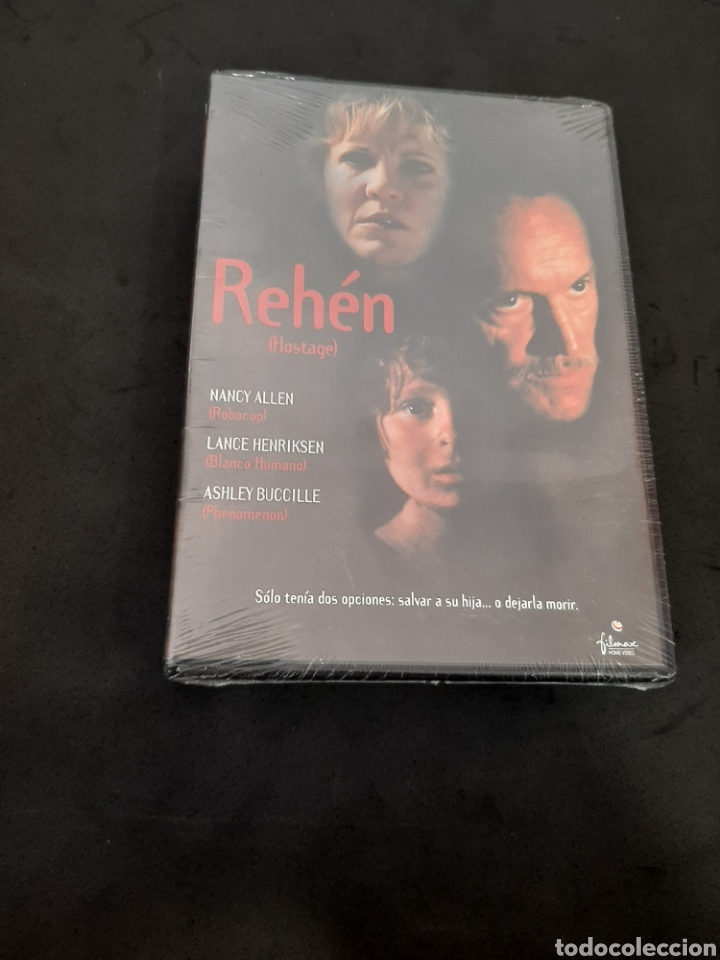 Rehén
(Hostage)
NANCY ALLEN
(Robocop)
LANCE HENRIKSEN
(Blanco Humano)
ASHLEY BUCCILLE
(Phenomenon)
Sólo tenía dos opciones: salvar a su hija... o dejarla morir.
filmax
HOME VIDEO
todocoleccion